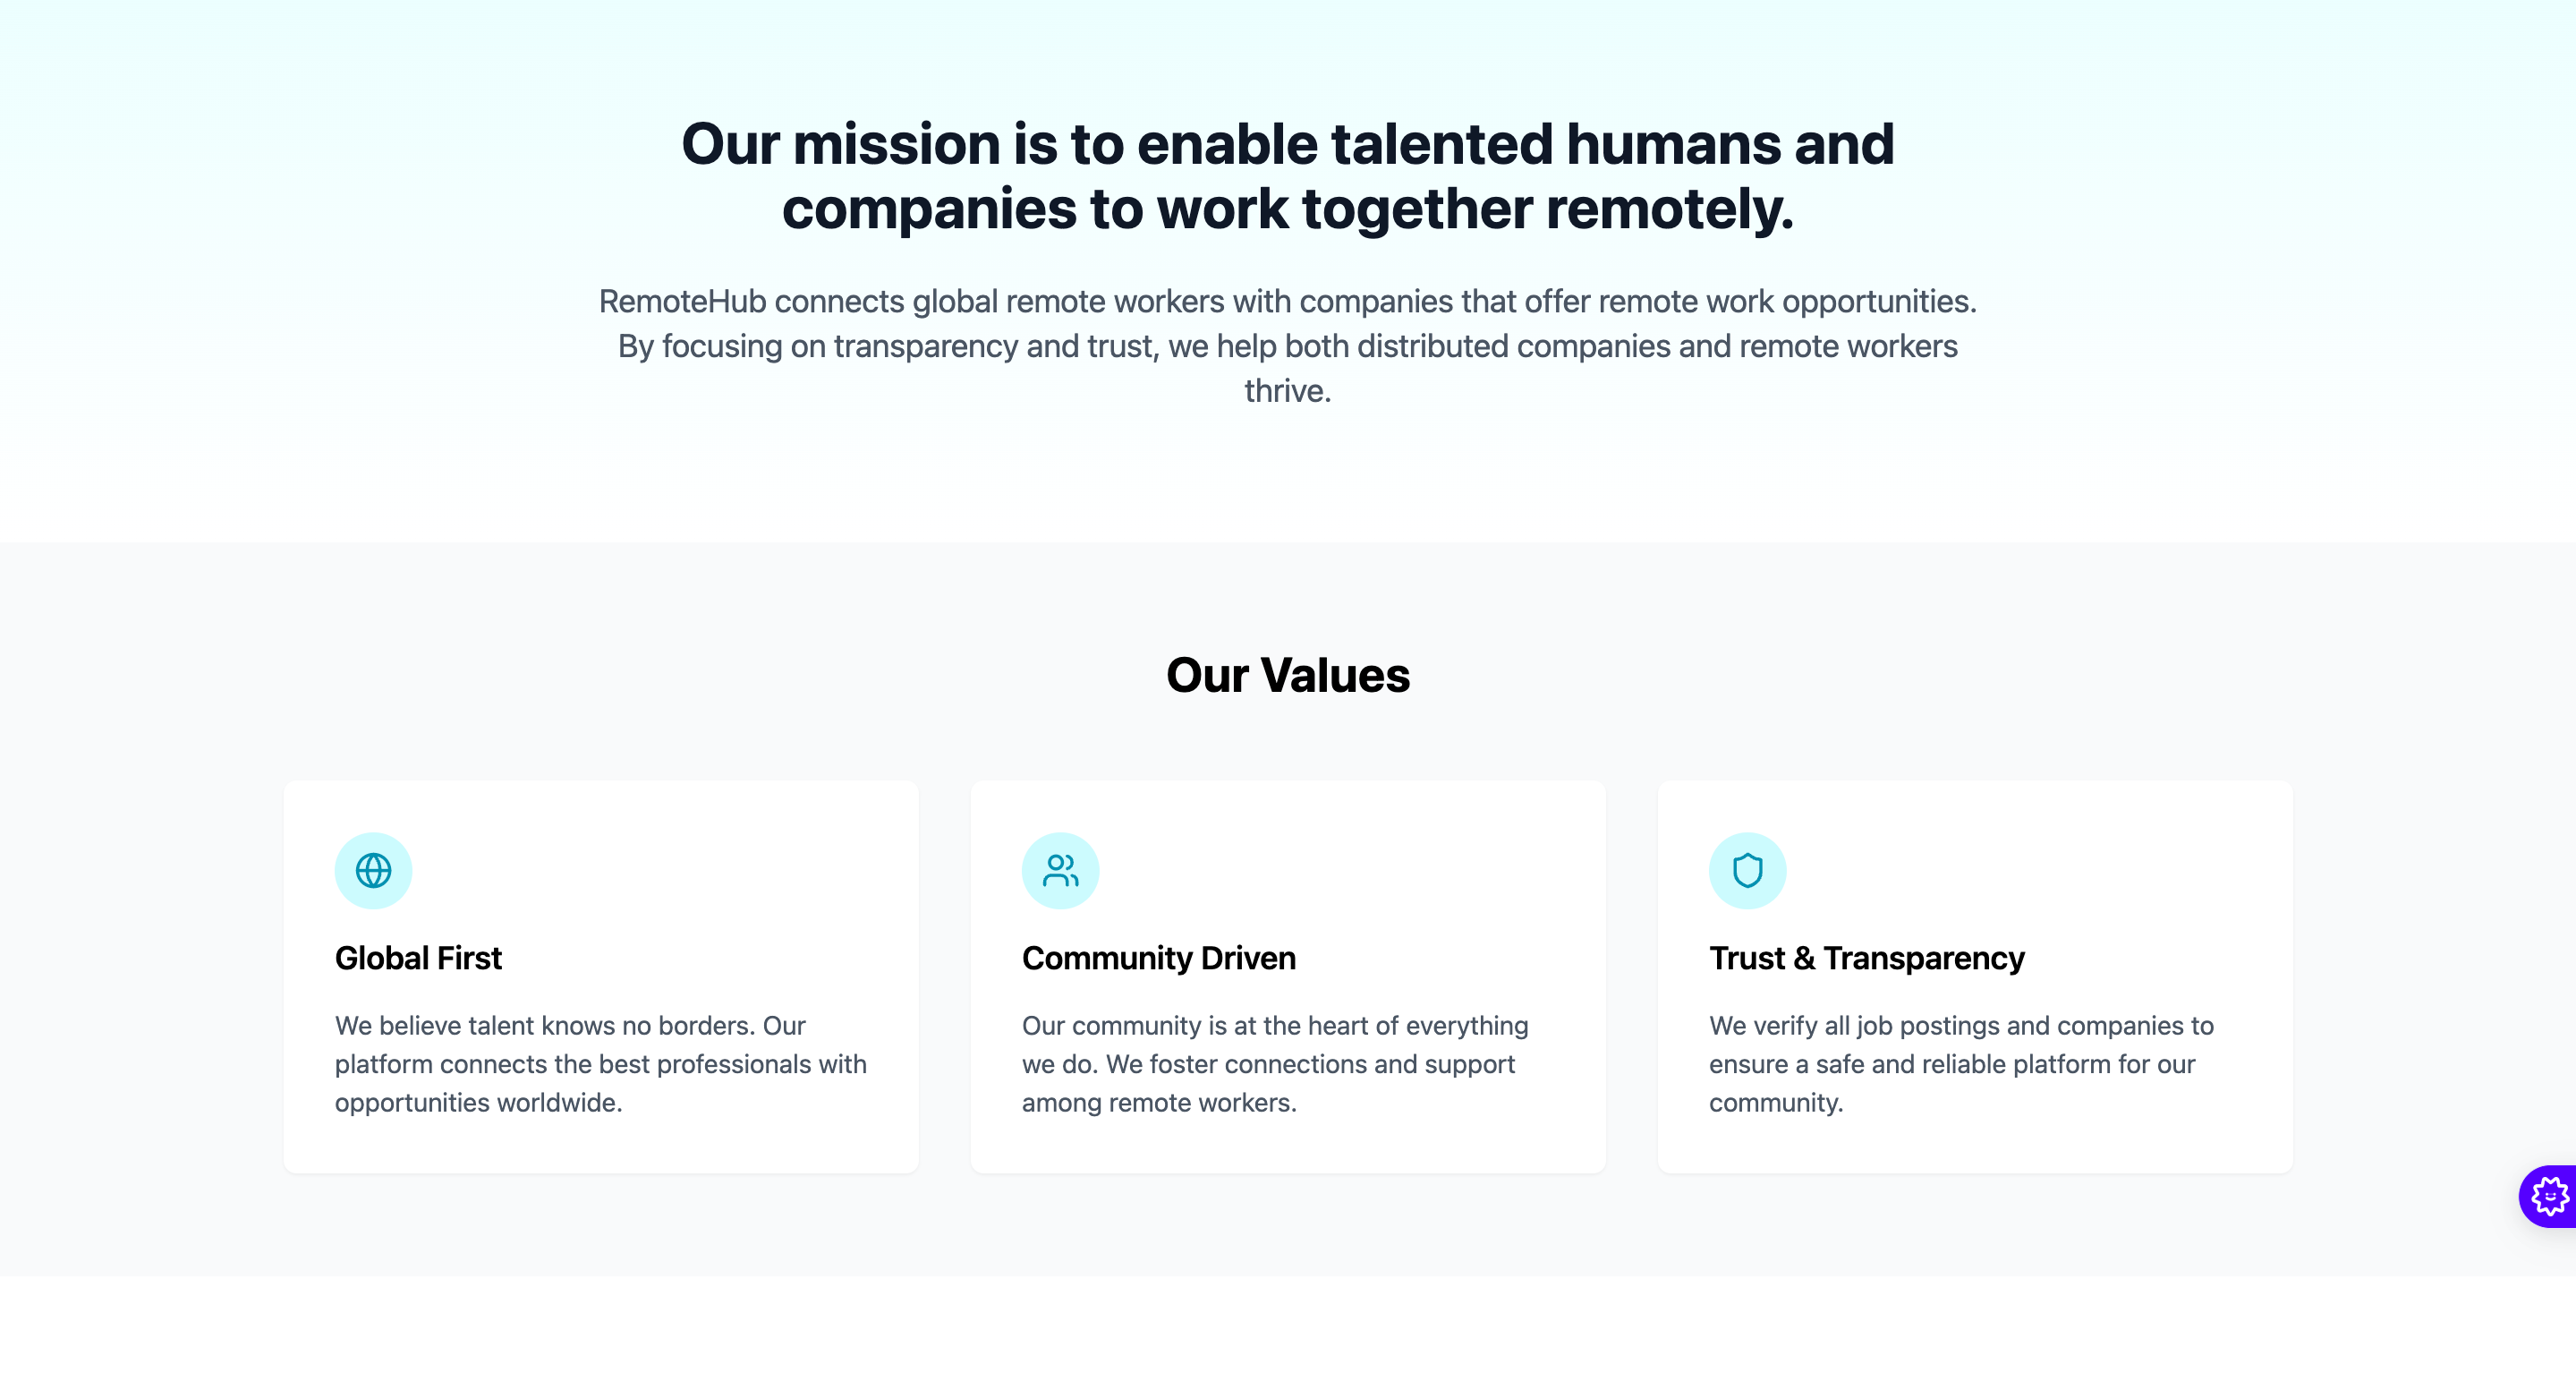 Our mission is to enable talented humans and
companies to work together remotely.
RemoteHub connects global remote workers with companies that offer remote work opportunities.
By focusing on transparency and trust, we help both distributed companies and remote workers
thrive.
Our Values
Global First
We believe talent knows no borders. Our
platform connects the best professionals with
opportunities worldwide.
Community Driven
Our community is at the heart of everything
we do. We foster connections and support
among remote workers.
Trust & Transparency
We verify all job postings and companies to
ensure a safe and reliable platform for our
community.